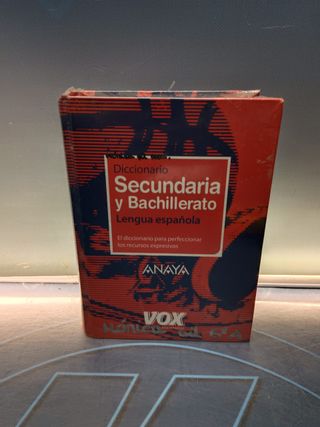 Diccionario
Secundaria
y Bachillerato
Lengua española
El diccionario para perfeccionar
los recursos expresivos
ANAYA
VOX